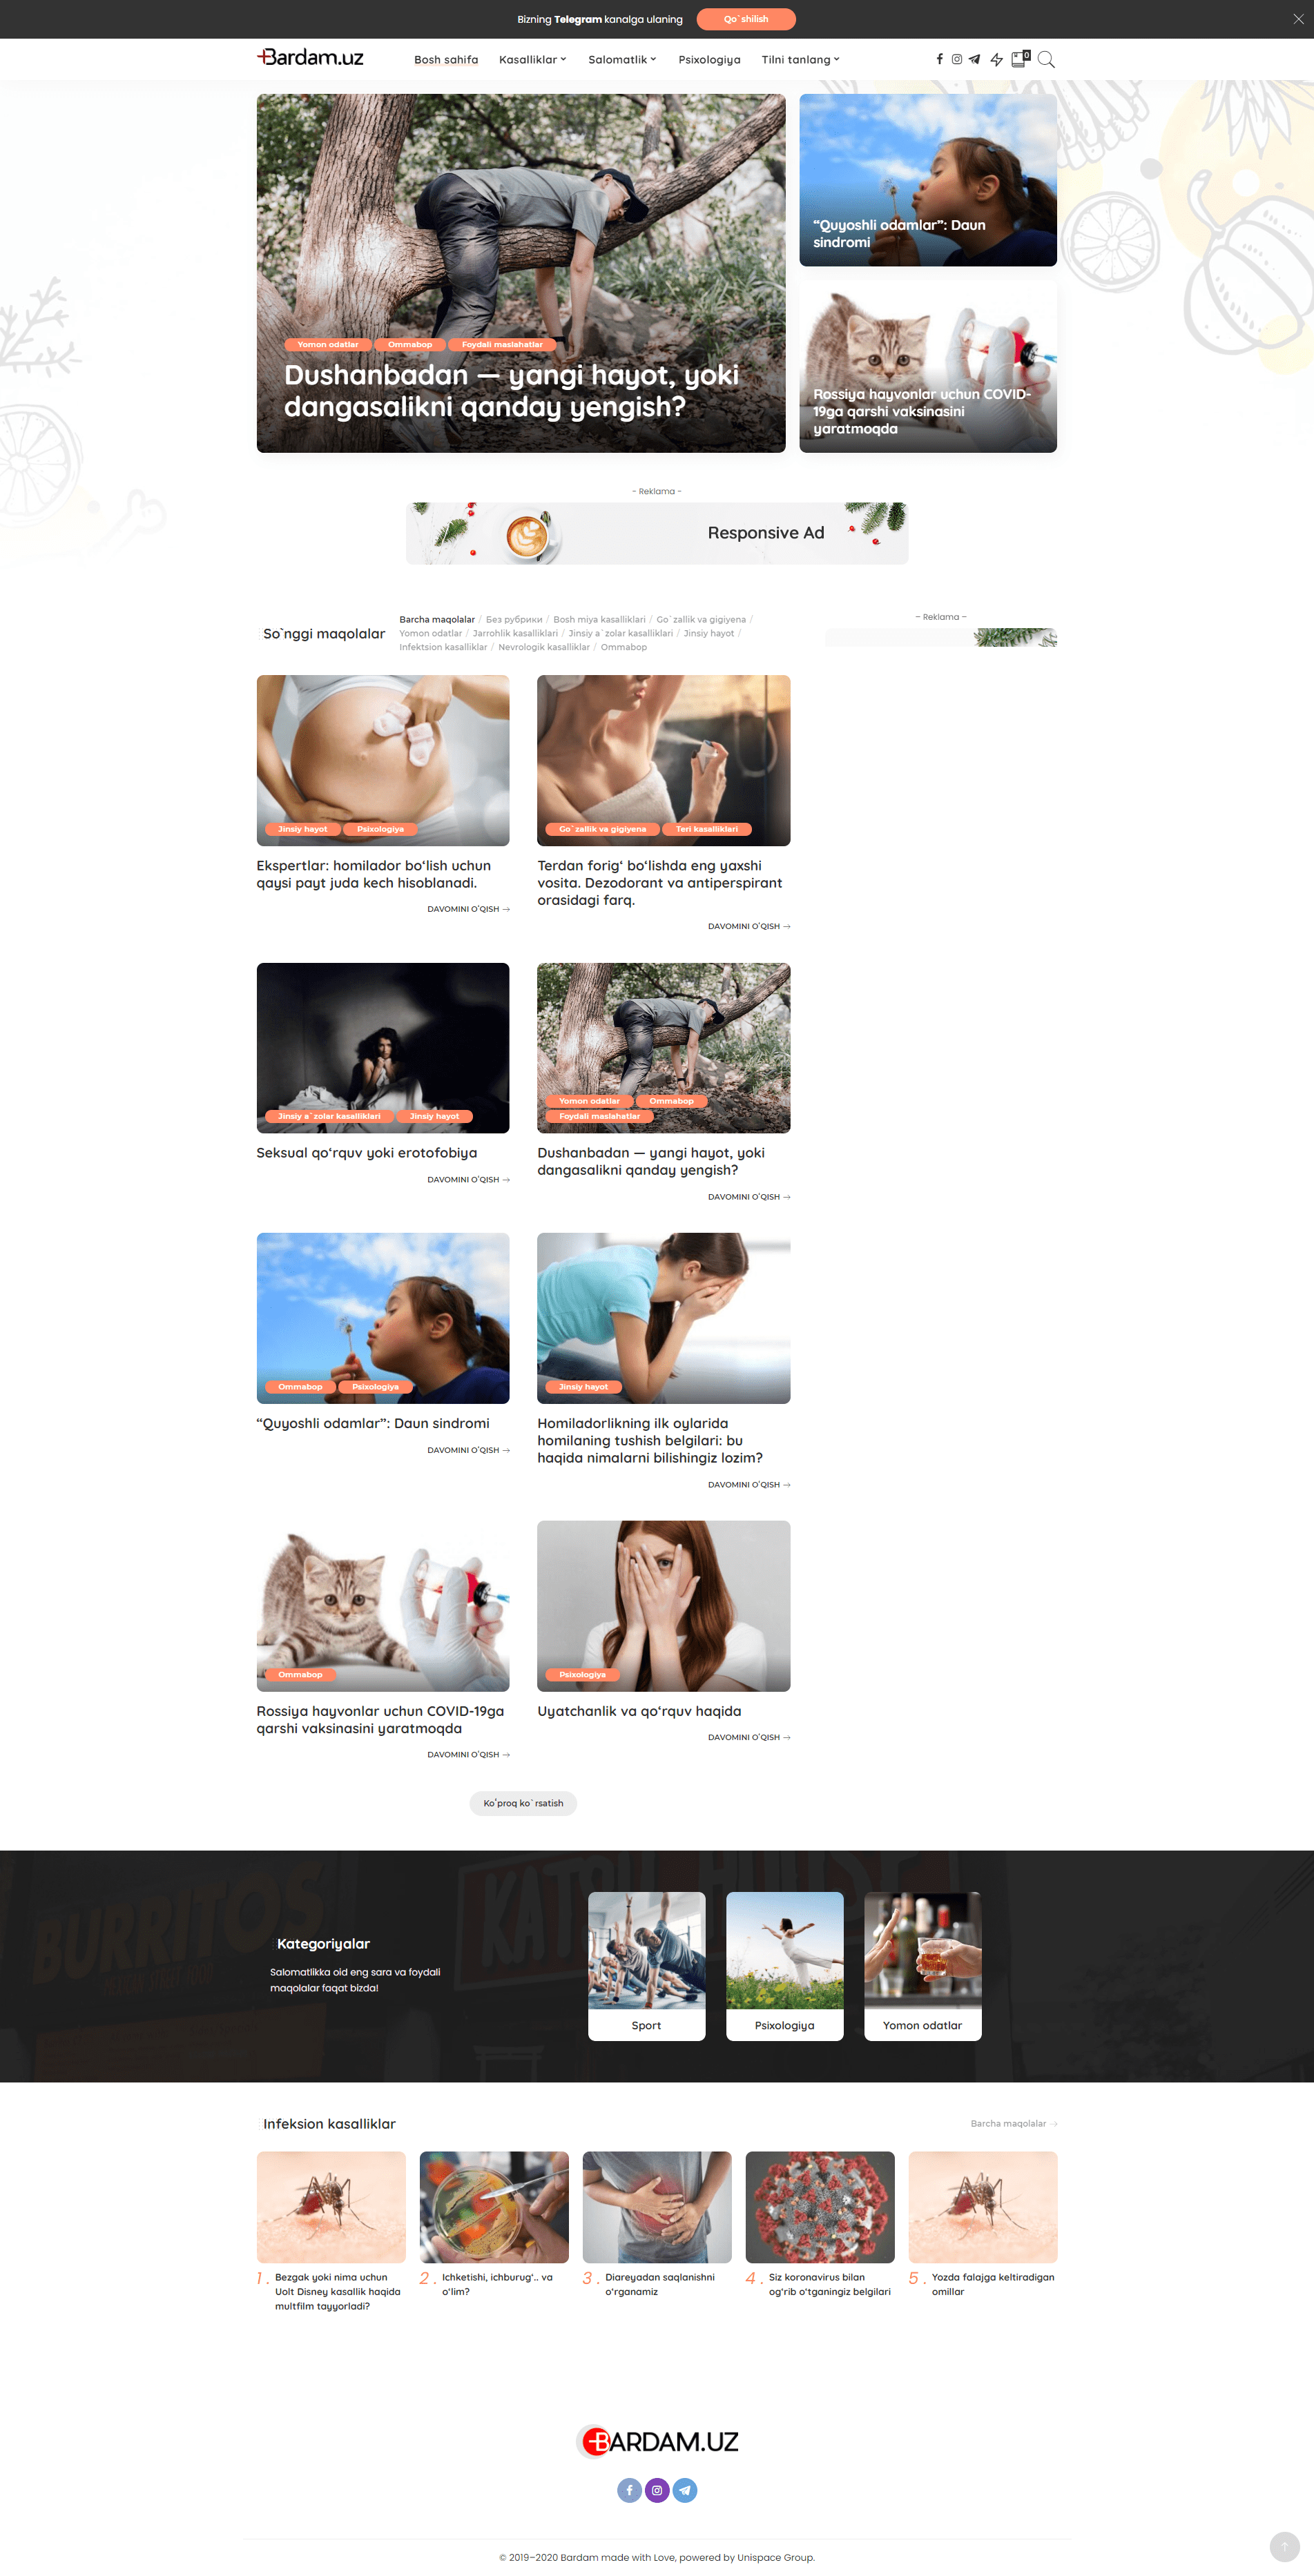 Bizning Telegram kanalga ulaning
Qo`shilish
Bardam.uz
Bosh sahifa
Kasalliklar
Salomatlik
Psixologiya
Tilni tanlang
0
Yomon odatlar
Ommabop
Foydali maslahatlar
Dushanbadan — yangi hayot, yoki
dangasalikni qanday yengish?
“Quyoshli odamlar”: Daun
sindromi
Rossiya hayvonlar uchun COVID-
19ga qarshi vaksinasini
yaratmoqda
- Reklama -
Responsive Ad
So`nggi maqolalar
Barcha maqolalar / Без рубрики / Bosh miya kasalliklari / Go`zallik va gigiyena /
Yomon odatlar / Jarrohlik kasalliklari / Jinsiy a`zolar kasalliklari / Jinsiy hayot /
Infektsion kasalliklar / Nevrologik kasalliklar / Ommabop
– Reklama –
Jinsiy hayot
Psixologiya
Ekspertlar: homilador bo‘lish uchun
qaysi payt juda kech hisoblanadi.
DAVOMINI O'QISH
Go`zallik va gigiyena
Teri kasalliklari
Terdan forig‘ bo‘lishda eng yaxshi
vosita. Dezodorant va antiperspirant
orasidagi farq.
DAVOMINI O'QISH
Jinsiy a`zolar kasalliklari
Jinsiy hayot
Seksual qo‘rquv yoki erotofobiya
DAVOMINI O'QISH
Yomon odatlar
Ommabop
Foydali maslahatlar
Dushanbadan — yangi hayot, yoki
dangasalikni qanday yengish?
DAVOMINI O'QISH
Ommabop
Psixologiya
“Quyoshli odamlar”: Daun sindromi
DAVOMINI O'QISH
Jinsiy hayot
Homiladorlikning ilk oylarida
homilaning tushish belgilari: bu
haqida nimalarni bilishingiz lozim?
DAVOMINI O'QISH
Ommabop
Rossiya hayvonlar uchun COVID-19ga
qarshi vaksinasini yaratmoqda
DAVOMINI O'QISH
Psixologiya
Uyatchanlik va qo‘rquv haqida
DAVOMINI O'QISH
Ko'proq ko`rsatish
BURRITOS
Kategoriyalar
Salomatlikka oid eng sara va foydali
maqolalar faqat bizda!
Sport
Psixologiya
Yomon odatlar
Infeksion kasalliklar
Barcha maqolalar
1 .
Bezgak yoki nima uchun
Uolt Disney kasallik haqida
multfilm tayyorladi?
2 .
Ichketishi, ichburug‘.. va
o‘lim?
3 .
Diareyadan saqlanishni
o‘rganamiz
4 .
Siz koronavirus bilan
og‘rib o‘tganingiz belgilari
5 .
Yozda falajga keltiradigan
omillar
BARDAM.UZ
© 2019–2020 Bardam made with Love, powered by Unispace Group.